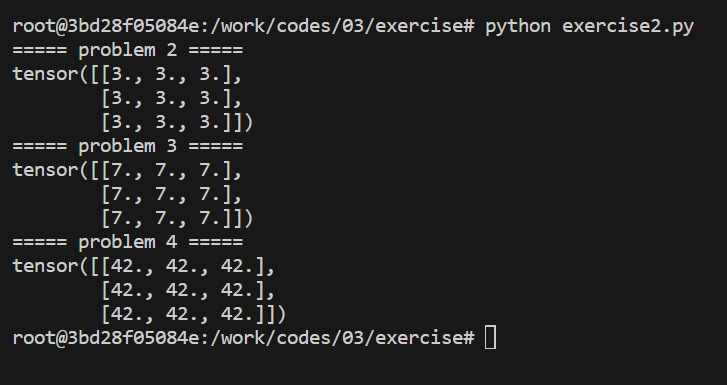 root@3bd28f05084e:/work/codes/03/exercise# python exercise2.py
===== problem 2 =====
tensor([[3., 3., 3.],
        [3., 3., 3.],
        [3., 3., 3.]])
===== problem 3 =====
tensor([[7., 7., 7.],
        [7., 7., 7.],
        [7., 7., 7.]])
===== problem 4 =====
tensor([[42., 42., 42.],
        [42., 42., 42.],
        [42., 42., 42.]])
root@3bd28f05084e:/work/codes/03/exercise#